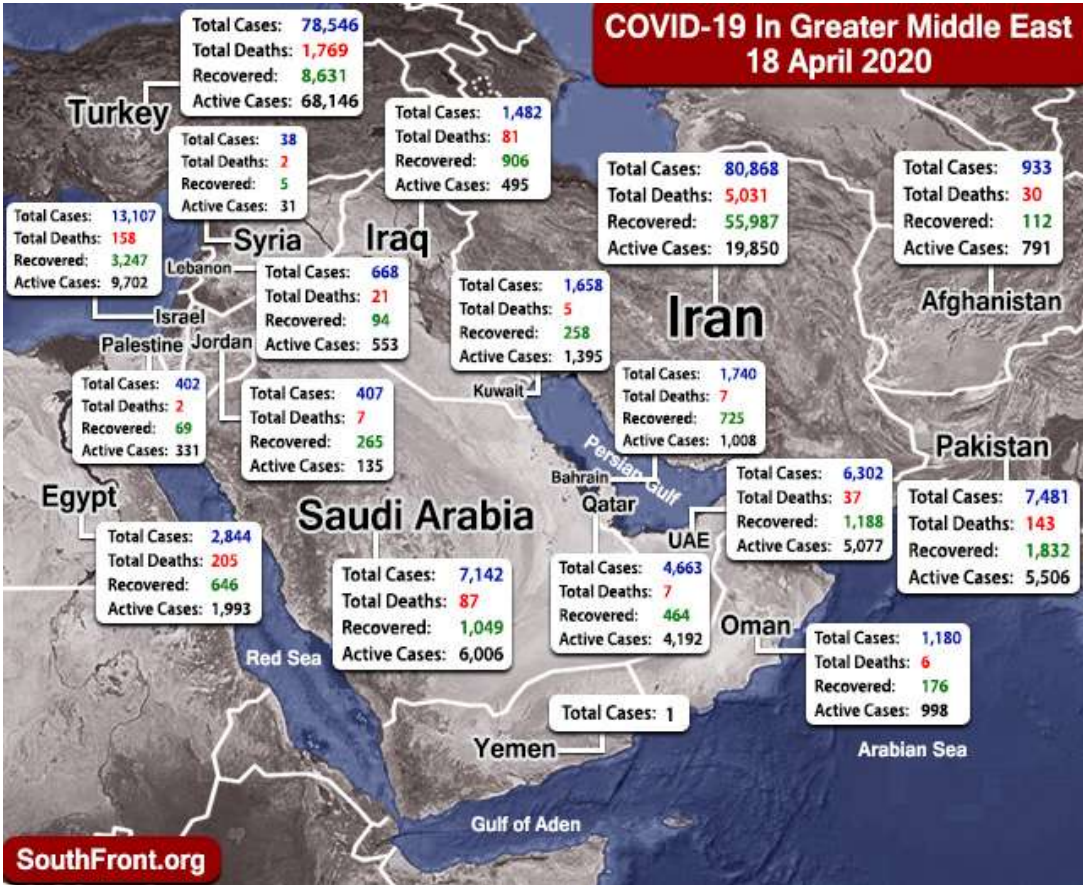 COVID-19 In Greater Middle East
18 April 2020
Total Cases: 78,546
Total Deaths: 1,769
Recovered: 8,631
Active Cases: 68,146
Turkey
Total Cases: 1,482
Total Deaths: 81
Recovered: 906
Active Cases: 495
Iraq
Total Cases: 38
Total Deaths: 2
Recovered: 5
Active Cases: 31
Syria
Total Cases: 80,868
Total Deaths: 5,031
Recovered: 55,987
Active Cases: 19,850
Iran
Total Cases: 933
Total Deaths: 30
Recovered: 112
Active Cases: 791
Afghanistan
Total Cases: 13,107
Total Deaths: 158
Recovered: 3,247
Active Cases: 9,702
Israel
Lebanon
Total Cases: 668
Total Deaths: 21
Recovered: 94
Active Cases: 553
Total Cases: 1,658
Total Deaths: 5
Recovered: 258
Active Cases: 1,395
Kuwait
Palestine
Total Cases: 402
Total Deaths: 2
Recovered: 69
Active Cases: 331
Jordan
Total Cases: 407
Total Deaths: 7
Recovered: 265
Active Cases: 135
Total Cases: 1,740
Total Deaths: 7
Recovered: 725
Active Cases: 1,008
Persian Gulf
Bahrain
Qatar
Total Cases: 4,663
Total Deaths: 7
Recovered: 464
Active Cases: 4,192
Total Cases: 6,302
Total Deaths: 37
Recovered: 1,188
Active Cases: 5,077
UAE
Pakistan
Total Cases: 7,481
Total Deaths: 143
Recovered: 1,832
Active Cases: 5,506
Egypt
Total Cases: 2,844
Total Deaths: 205
Recovered: 646
Active Cases: 1,993
Saudi Arabia
Total Cases: 7,142
Total Deaths: 87
Recovered: 1,049
Active Cases: 6,006
Red Sea
Oman
Total Cases: 1,180
Total Deaths: 6
Recovered: 176
Active Cases: 998
Total Cases: 1
Yemen
Arabian Sea
Gulf of Aden
SouthFront.org